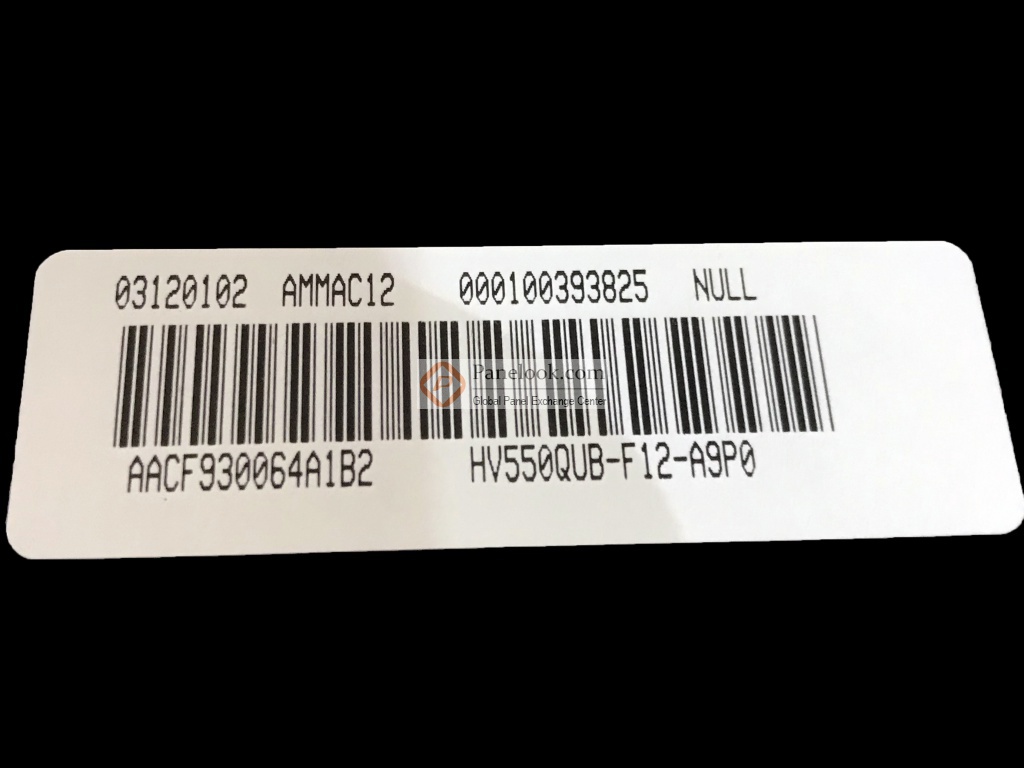 03120102 AMMAC12 000100393825 NULL
Panelook.com
Global Panel Exchange Center
AACF930064A1B2 HV550QUB-F12-A9P0